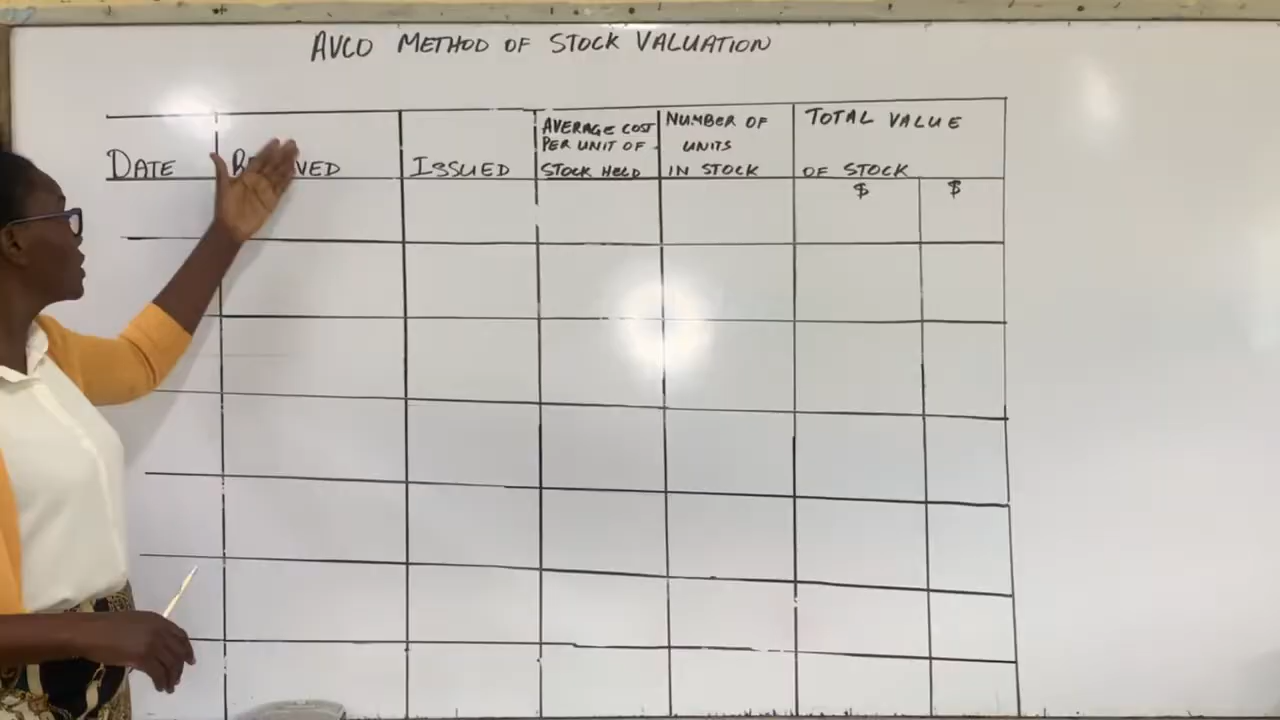 AVCO METHOD OF STOCK VALUATION
DATE
ISSUED
AVERAGE COST
PER UNIT OF
STOCK HELD
NUMBER OF
UNITS
IN STOCK
TOTAL VALUE
OF STOCK
$ $